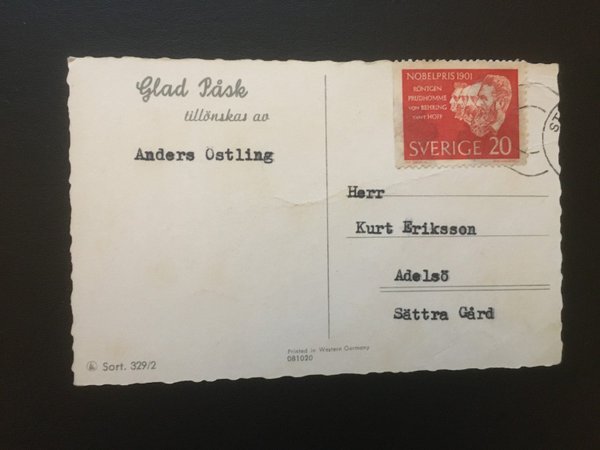 Glad Påsk
tillönskas av
Anders Östling
NOBELPRIS 1901
RÖNTGEN
PRUDHOMME
VON BEHRING
VAN'T HOFF
SVERIGE 20
ST
Herr
Kurt Eriksson
Adelsö
Sättra Gård
Printed in Western Germany
081020
Sort. 329/2